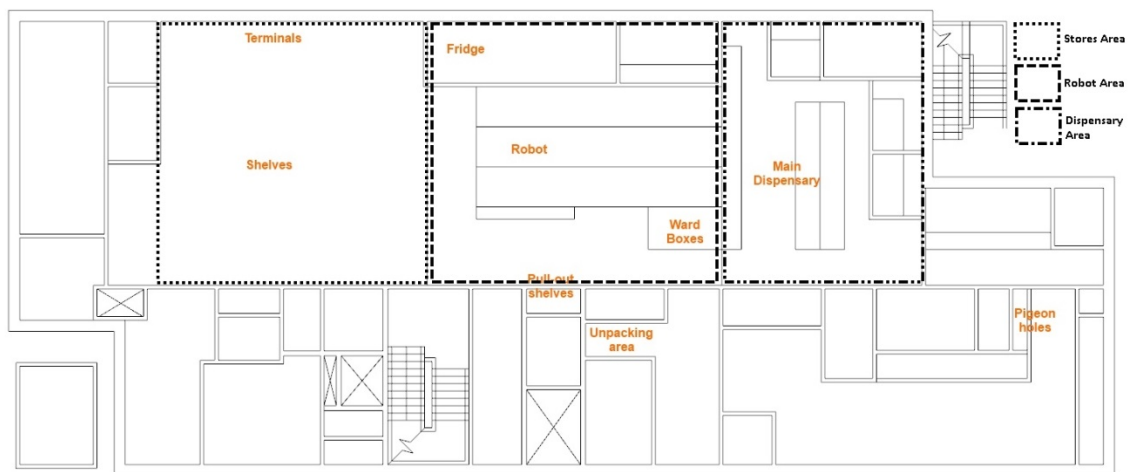 Terminals
Fridge
Stores Area
Robot Area
Dispensary
Area
Robot
Shelves
Main
Dispensary
Ward
Boxes
Pull-out
shelves
Unpacking
area
Pigeon
holes